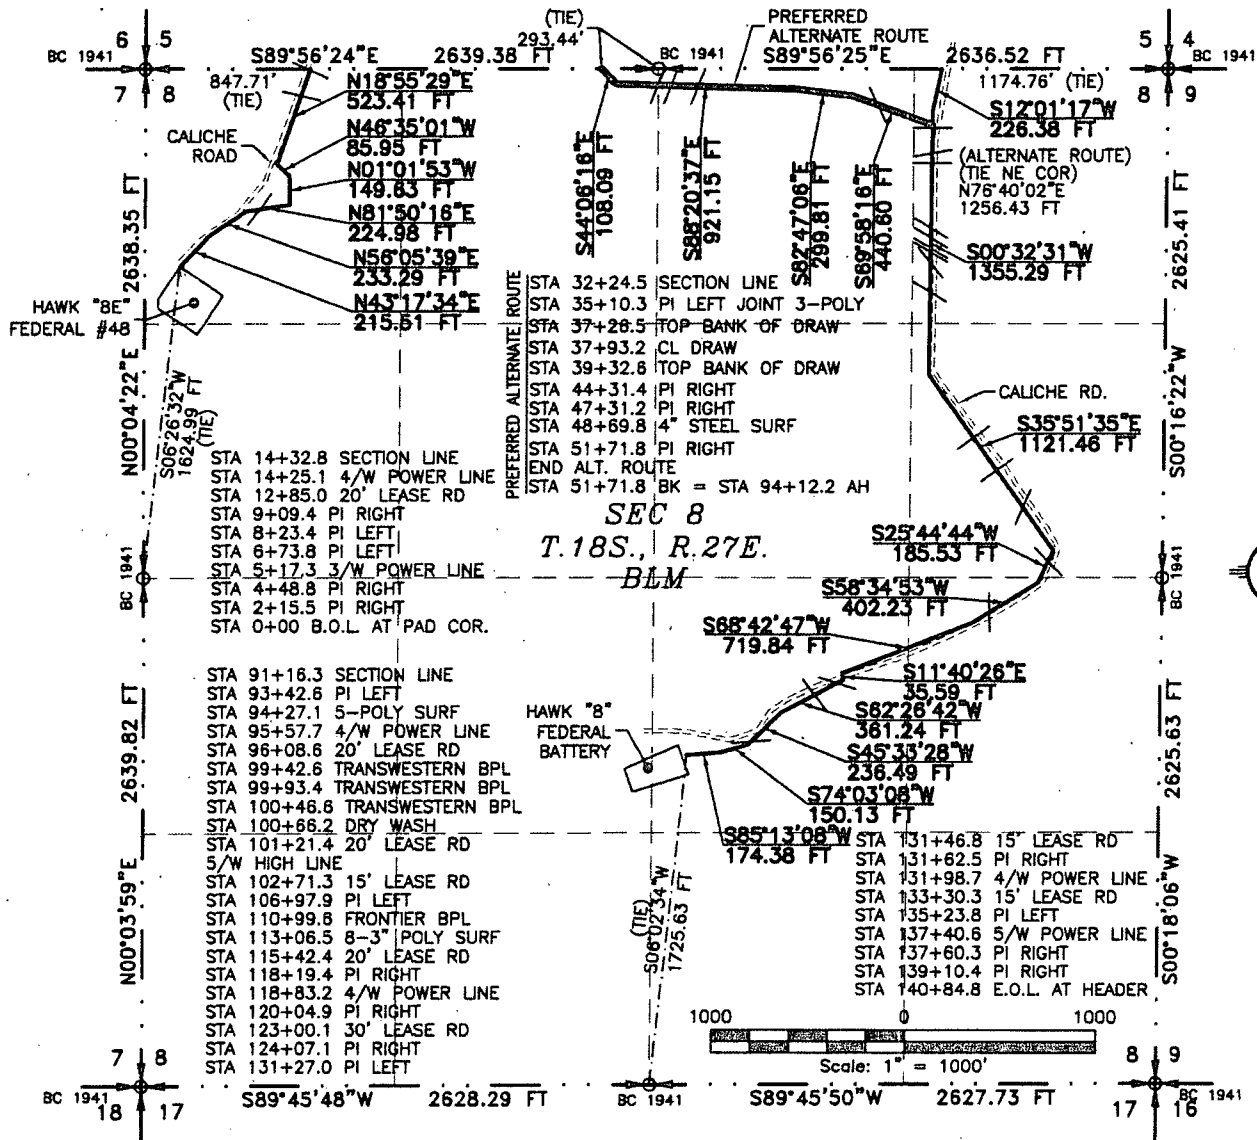 6 5
BC 1941
7 8
S89°56'24"E 2639.38 FT
(TIE)
293.44'
BC 1941
PREFERRED
ALTERNATE ROUTE
S89°56'25"E 2636.52 FT
5 4
BC 1941
8 9
847.71'
(TIE)
1174.76' (TIE)
N18°55'29"E
523.41 FT
N46°35'01"W
85.95 FT
CALICHE
ROAD
N01°01'53"W
149.63 FT
N81°50'16"E
224.98 FT
N56°05'39"E
233.29 FT
N43°17'34"E
215.51 FT
HAWK "8E"
FEDERAL #48
S44°06'16"E
108.09 FT
S88°20'37"E
921.15 FT
S82°47'06"E
299.81 FT
S69°58'16"E
440.60 FT
S12°01'17"W
226.38 FT
(ALTERNATE ROUTE)
(TIE NE COR)
N76°40'02"E
1256.43 FT
S00°32'31"W
1355.29 FT
2638.35 FT
N00°04'22"E
2625.41 FT
S00°16'22"W
PREFERRED ALTERNATE ROUTE
STA 32+24.5 SECTION LINE
STA 35+10.3 PI LEFT JOINT 3-POLY
STA 37+28.5 TOP BANK OF DRAW
STA 37+93.2 CL DRAW
STA 39+32.8 TOP BANK OF DRAW
STA 44+31.4 PI RIGHT
STA 47+31.2 PI RIGHT
STA 48+69.8 4" STEEL SURF
STA 51+71.8 PI RIGHT
END ALT. ROUTE
STA 51+71.8 BK = STA 94+12.2 AH
CALICHE RD.
S35°51'35"E
1121.46 FT
S06°26'32"W
1624.99 FT
(TIE)
STA 14+32.8 SECTION LINE
STA 14+25.1 4/W POWER LINE
STA 12+85.0 20' LEASE RD
STA 9+09.4 PI RIGHT
STA 8+23.4 PI LEFT
STA 6+73.8 PI LEFT
STA 5+17.3 3/W POWER LINE
STA 4+48.8 PI RIGHT
STA 2+15.5 PI RIGHT
STA 0+00 B.O.L. AT PAD COR.
SEC 8
T.18S., R.27E.
BLM
BC 1941
BC 1941
S25°44'44"W
185.53 FT
S58°34'53"W
402.23 FT
S68°42'47"W
719.84 FT
S11°40'26"E
35.59 FT
S62°26'42"W
361.24 FT
S45°33'28"W
236.49 FT
S74°03'08"W
150.13 FT
S85°13'08"W
174.38 FT
HAWK "8"
FEDERAL
BATTERY
2639.82 FT
N00°03'59"E
2625.63 FT
S00°18'06"W
STA 91+16.3 SECTION LINE
STA 93+42.6 PI LEFT
STA 94+27.1 5-POLY SURF
STA 95+57.7 4/W POWER LINE
STA 96+08.6 20' LEASE RD
STA 99+42.6 TRANSWESTERN BPL
STA 99+93.4 TRANSWESTERN BPL
STA 100+46.6 TRANSWESTERN BPL
STA 100+66.2 DRY WASH
STA 101+21.4 20' LEASE RD
5/W HIGH LINE
STA 102+71.3 15' LEASE RD
STA 106+97.9 PI LEFT
STA 110+99.6 FRONTIER BPL
STA 113+06.5 8-3" POLY SURF
STA 115+42.4 20' LEASE RD
STA 118+19.4 PI RIGHT
STA 118+83.2 4/W POWER LINE
STA 120+04.9 PI RIGHT
STA 123+00.1 30' LEASE RD
STA 124+07.1 PI RIGHT
STA 131+27.0 PI LEFT
(TIE)
S06°02'34"W
1725.63 FT
STA 131+46.8 15' LEASE RD
STA 131+62.5 PI RIGHT
STA 131+98.7 4/W POWER LINE
STA 133+30.3 15' LEASE RD
STA 135+23.8 PI LEFT
STA 137+40.6 5/W POWER LINE
STA 137+60.3 PI RIGHT
STA 139+10.4 PI RIGHT
STA 140+84.8 E.O.L. AT HEADER
1000 0 1000
Scale: 1" = 1000'
7 8
BC 1941
18 17
S89°45'48"W 2628.29 FT
BC 1941
S89°45'50"W 2627.73 FT
8 9
BC 1941
17 16